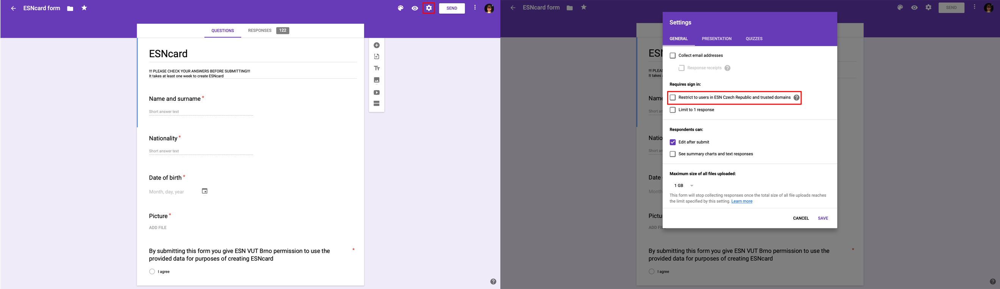 ESNcard form
SEND
QUESTIONS
RESPONSES 122
ESNcard
!!! PLEASE CHECK YOUR ANSWERS BEFORE SUBMITTING!!!
It takes at least one week to create ESNcard
Name and surname *
Short answer text
Nationality *
Short answer text
Date of birth *
Month, day, year
Picture *
ADD FILE
By submitting this form you give ESN VUT Brno permission to use the *
provided data for purposes of creating ESNcard
I agree
ESNcard form
SEND
Settings
GENERAL
PRESENTATION
QUIZZES
Collect email addresses
Response receipts
Requires sign in:
Restrict to users in ESN Czech Republic and trusted domains
Limit to 1 response
Respondents can:
Edit after submit
See summary charts and text responses
Maximum size of all files uploaded:
1 GB
This form will stop collecting responses once the total size of all file uploads reaches
the limit specified by this setting. Learn more
CANCEL
SAVE
ESN
!!! PLEAS
It takes a
Name
Short an
Natio
Short an
Date
Month
Pictu
ADD FI
By submitting this form you give ESN VUT Brno permission to use the *
provided data for purposes of creating ESNcard
I agree